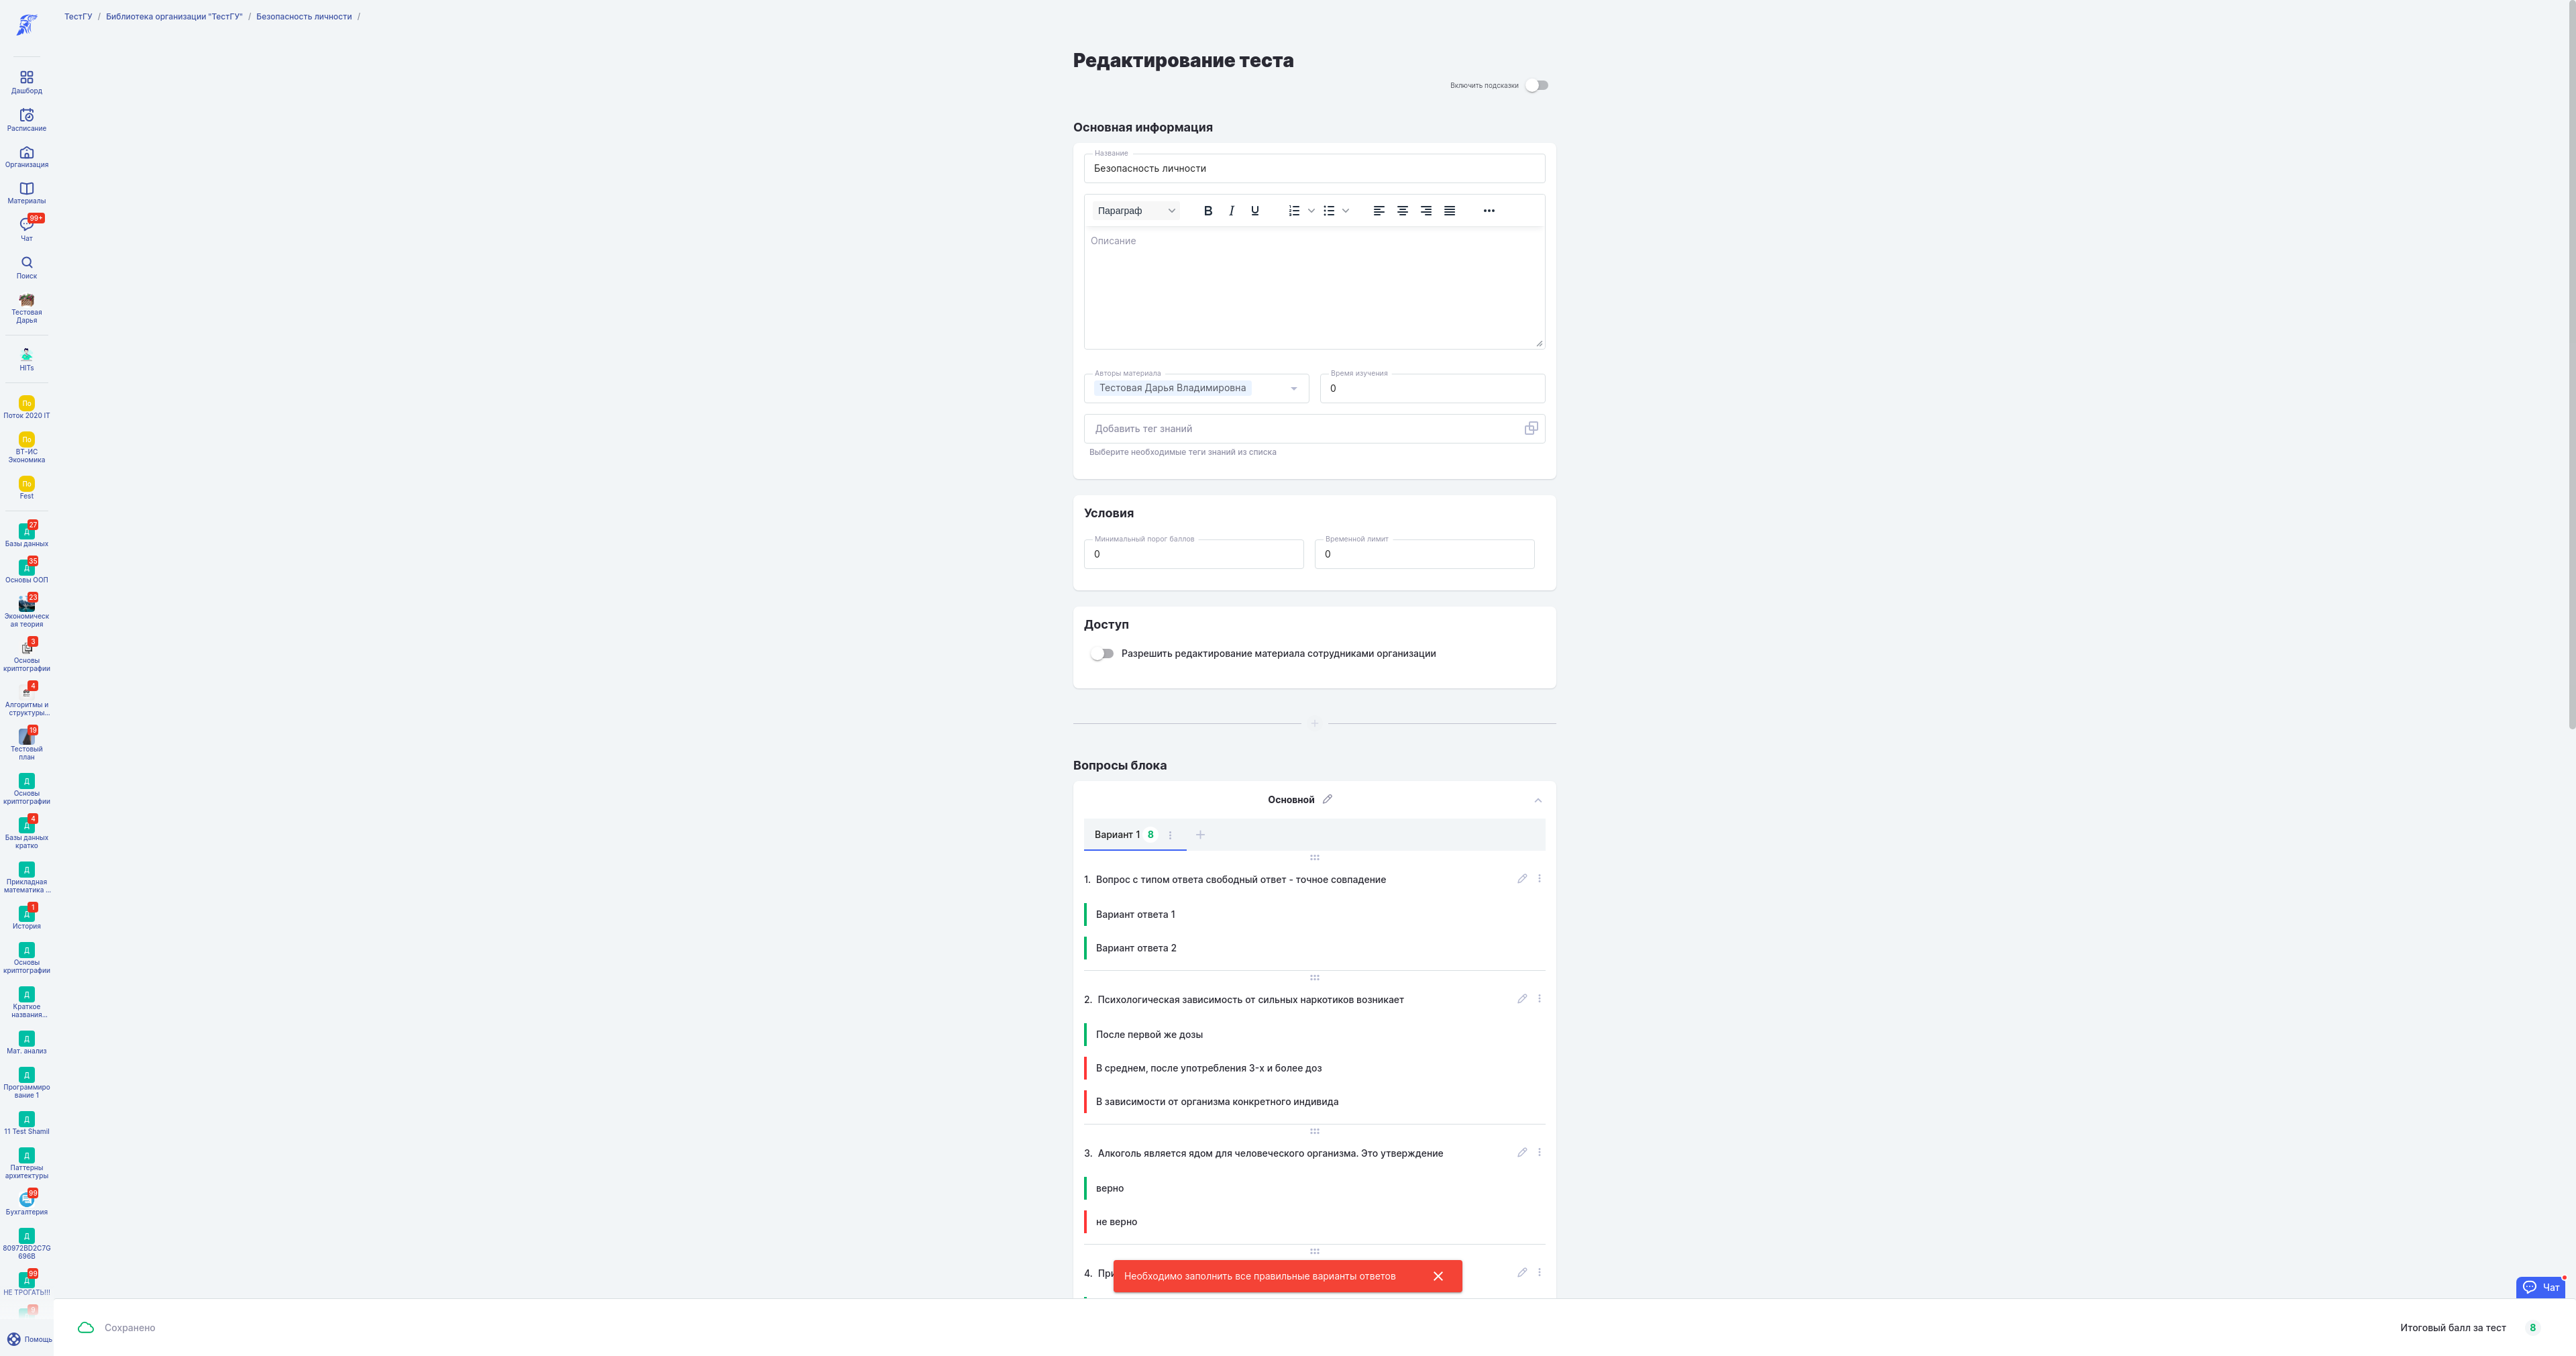 ТестГУ / Библиотека организации "ТестГУ" / Безопасность личности /
Дашборд
Расписание
Организация
Материалы
99+
Чат
Поиск
Тестовая
Дарья
HITs
По
Поток 2020 IT
По
ВТ-ИС
Экономика
По
Fest
27
Д
Базы данных
35
Д
Основы ООП
23
Экономическ
ая теория
3
Основы
криптографии
4
Алгоритмы и
структуры...
19
Тестовый
план
Д
Основы
криптографии
4
Д
Базы данных
кратко
Д
Прикладная
математика ...
1
Д
История
Д
Основы
криптографии
Д
Краткое
названия...
Д
Мат. анализ
Д
Программиро
вание 1
Д
11 Test Shamil
Д
Паттерны
архитектуры
99
Бухгалтерия
Д
80972BD2C7G
696B
99
Д
НЕ ТРОГАТЬ!!!
Помощь
Редактирование теста
Включить подсказки
Основная информация
Название
Безопасность личности
Параграф
B I U
Описание
Авторы материала
Тестовая Дарья Владимировна
Время изучения
0
Добавить тег знаний
Выберите необходимые теги знаний из списка
Условия
Минимальный порог баллов
0
Временной лимит
0
Доступ
Разрешить редактирование материала сотрудниками организации
Вопросы блока
Основной
Вариант 1 8
1. Вопрос с типом ответа свободный ответ - точное совпадение
Вариант ответа 1
Вариант ответа 2
2. Психологическая зависимость от сильных наркотиков возникает
После первой же дозы
В среднем, после употребления 3-х и более доз
В зависимости от организма конкретного индивида
3. Алкоголь является ядом для человеческого организма. Это утверждение
верно
не верно
4. При
Необходимо заполнить все правильные варианты ответов
Чат
Сохранено
Итоговый балл за тест 8